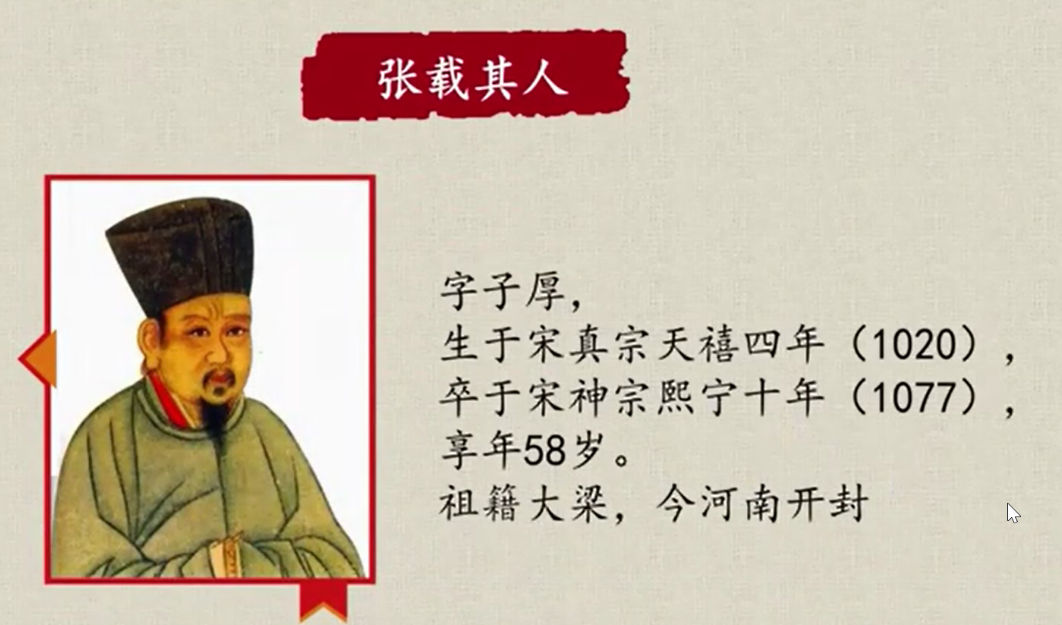 张载其人
字子厚，
生于宋真宗天禧四年（1020），
卒于宋神宗熙宁十年（1077），
享年58岁。
祖籍大梁，今河南开封